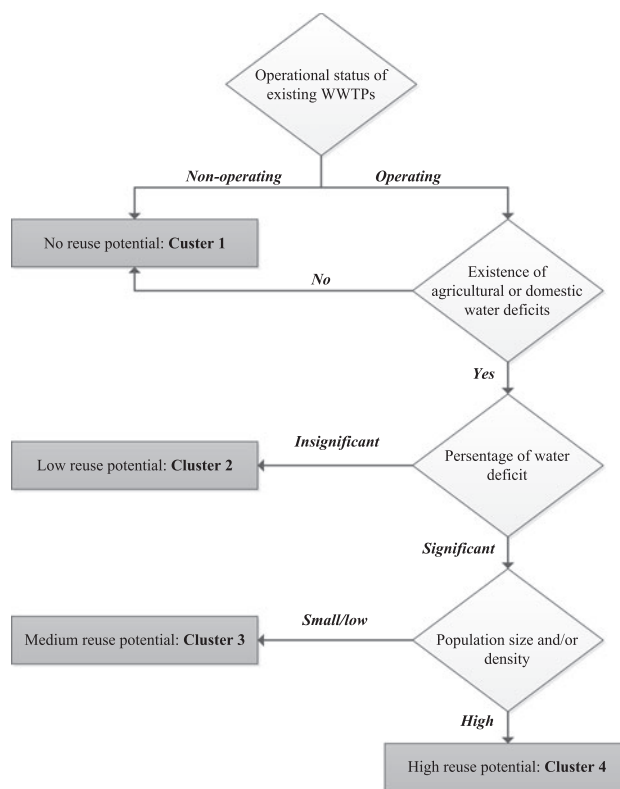 Operational status of
existing WWTPs
Non-operating
Operating
No reuse potential: Custer 1
Existence of
agricultural or domestic
water deficits
No
Yes
Insignificant
Persentage of water
deficit
Low reuse potential: Cluster 2
Significant
Small/low
Population size and/or
density
Medium reuse potential: Cluster 3
High
High reuse potential: Cluster 4